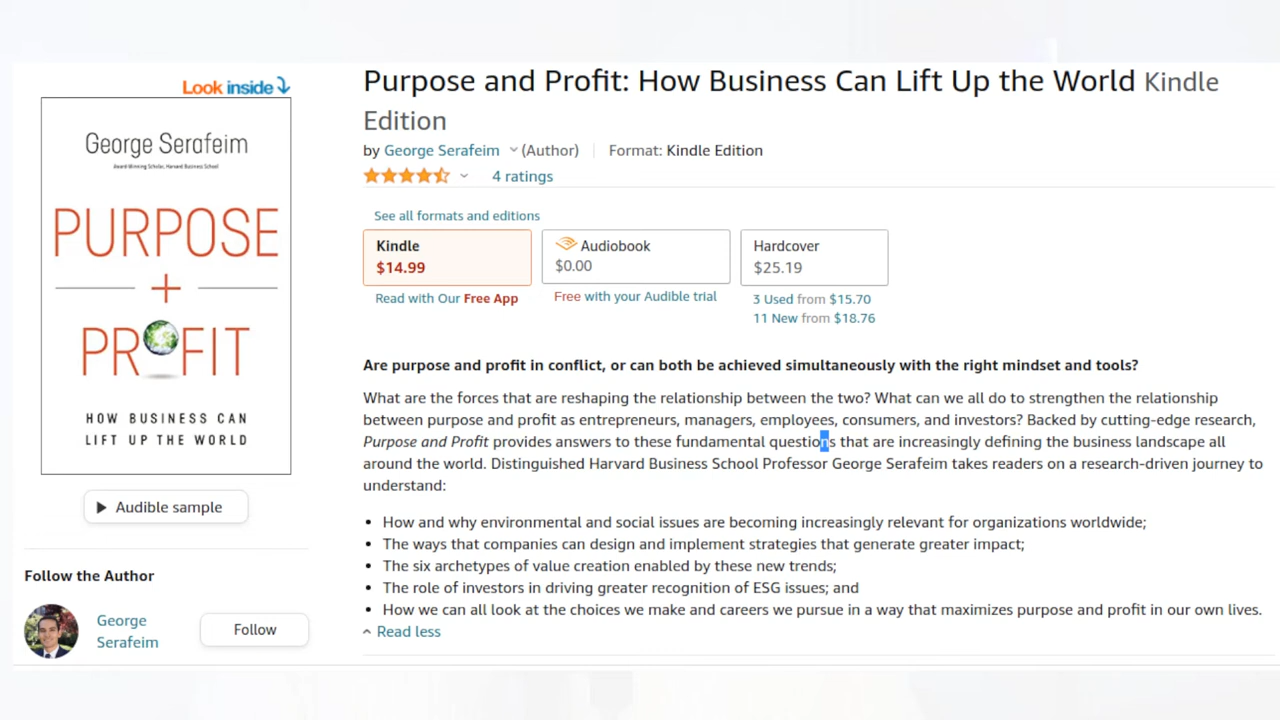 Look inside
George Serafeim
Award-Winning Scholar, Harvard Business School
PURPOSE
+
PROFIT
HOW BUSINESS CAN
LIFT UP THE WORLD
Audible sample
Follow the Author
George
Serafeim
Follow
Purpose and Profit: How Business Can Lift Up the World Kindle
Edition
by George Serafeim (Author) Format: Kindle Edition
4 ratings
See all formats and editions
Kindle
$14.99
Read with Our Free App
Audiobook
$0.00
Free with your Audible trial
Hardcover
$25.19
3 Used from $15.70
11 New from $18.76
Are purpose and profit in conflict, or can both be achieved simultaneously with the right mindset and tools?
What are the forces that are reshaping the relationship between the two? What can we all do to strengthen the relationship
between purpose and profit as entrepreneurs, managers, employees, consumers, and investors? Backed by cutting-edge research,
Purpose and Profit provides answers to these fundamental questions that are increasingly defining the business landscape all
around the world. Distinguished Harvard Business School Professor George Serafeim takes readers on a research-driven journey to
understand:
• How and why environmental and social issues are becoming increasingly relevant for organizations worldwide;
• The ways that companies can design and implement strategies that generate greater impact;
• The six archetypes of value creation enabled by these new trends;
• The role of investors in driving greater recognition of ESG issues; and
• How we can all look at the choices we make and careers we pursue in a way that maximizes purpose and profit in our own lives.
Read less